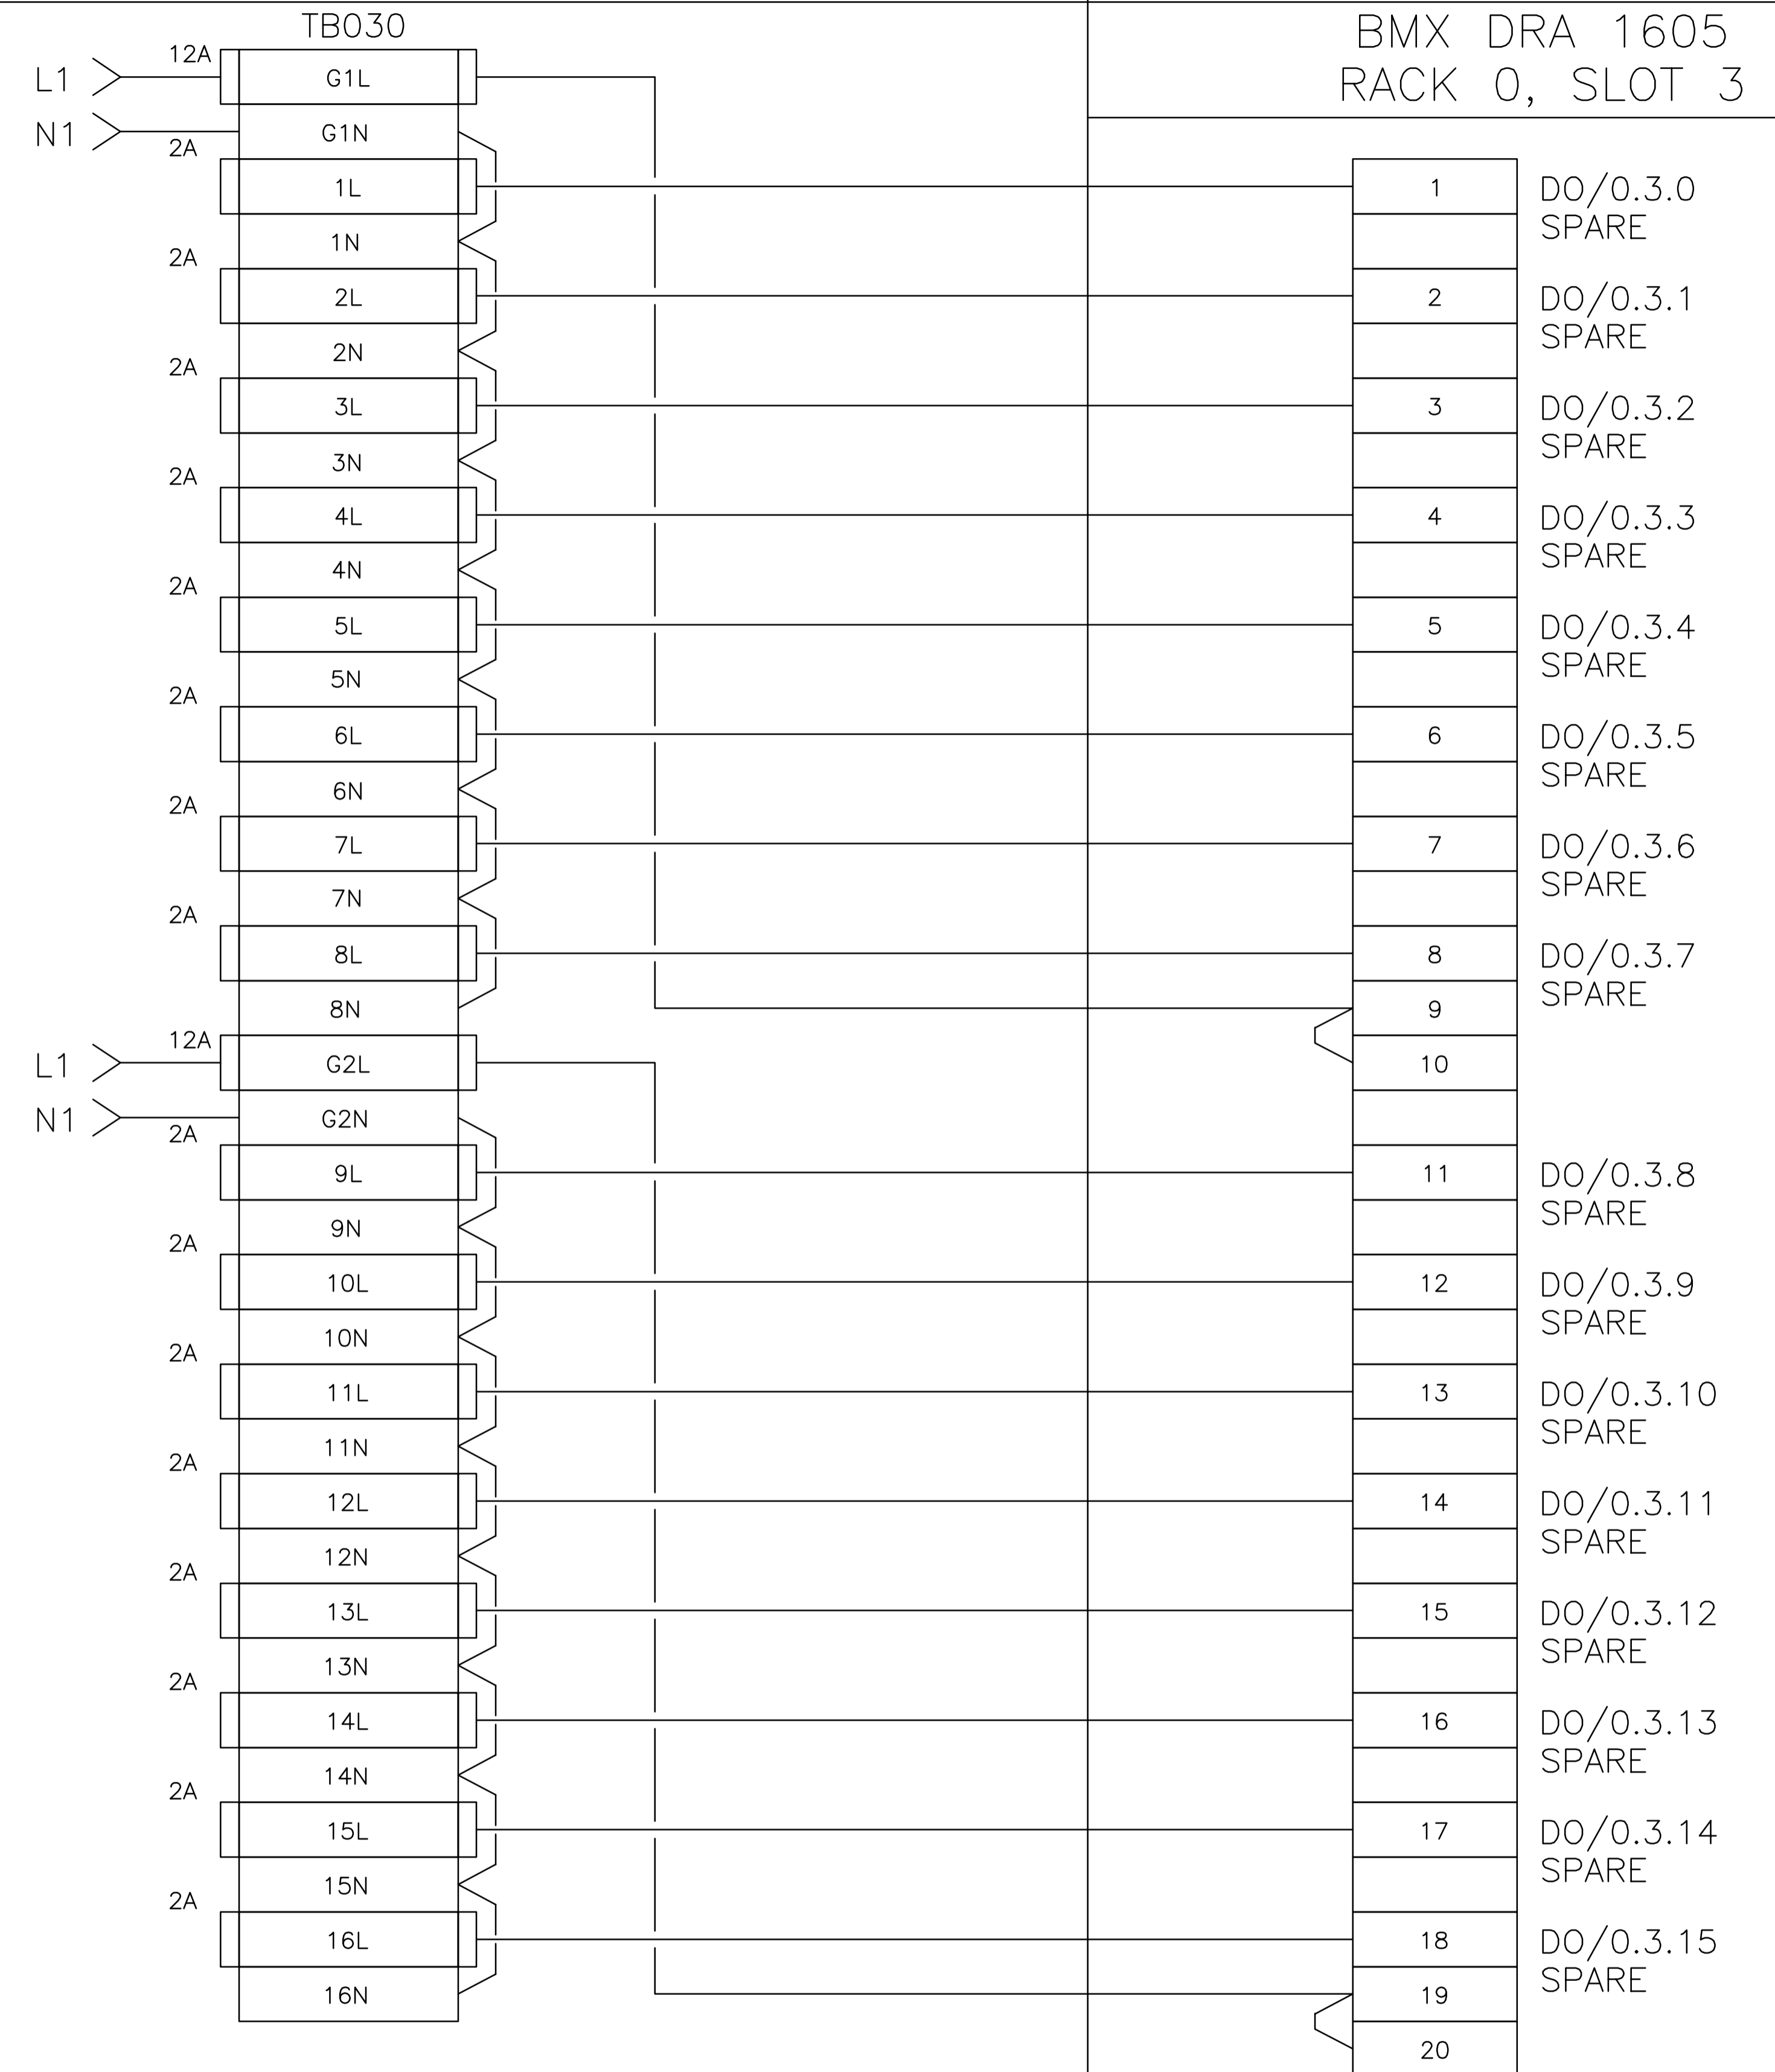 TB030
BMX DRA 1605
RACK 0, SLOT 3
12A
L1
G1L
N1
G1N
2A
1L
1
DO/0.3.0
SPARE
1N
2A
2L
2
DO/0.3.1
SPARE
2N
2A
3L
3
DO/0.3.2
SPARE
3N
2A
4L
4
DO/0.3.3
SPARE
4N
2A
5L
5
DO/0.3.4
SPARE
5N
2A
6L
6
DO/0.3.5
SPARE
6N
2A
7L
7
DO/0.3.6
SPARE
7N
2A
8L
8
DO/0.3.7
SPARE
8N
9
12A
L1
G2L
10
N1
G2N
2A
9L
11
DO/0.3.8
SPARE
9N
2A
10L
12
DO/0.3.9
SPARE
10N
2A
11L
13
DO/0.3.10
SPARE
11N
2A
12L
14
DO/0.3.11
SPARE
12N
2A
13L
15
DO/0.3.12
SPARE
13N
2A
14L
16
DO/0.3.13
SPARE
14N
2A
15L
17
DO/0.3.14
SPARE
15N
2A
16L
18
DO/0.3.15
SPARE
16N
19
20